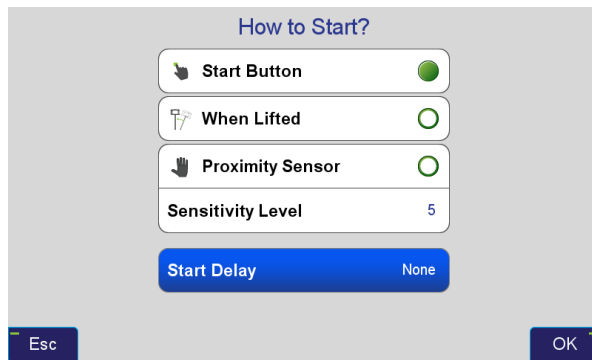 How to Start?
Start Button
When Lifted
Proximity Sensor
Sensitivity Level 5
Start Delay None
Esc OK